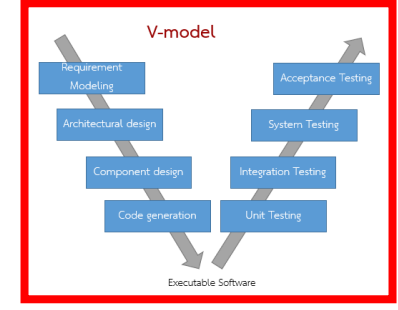 V-model
Requirement
Modeling
Acceptance Testing
Architectural design
System Testing
Component design
Integration Testing
Code generation
Unit Testing
Executable Software